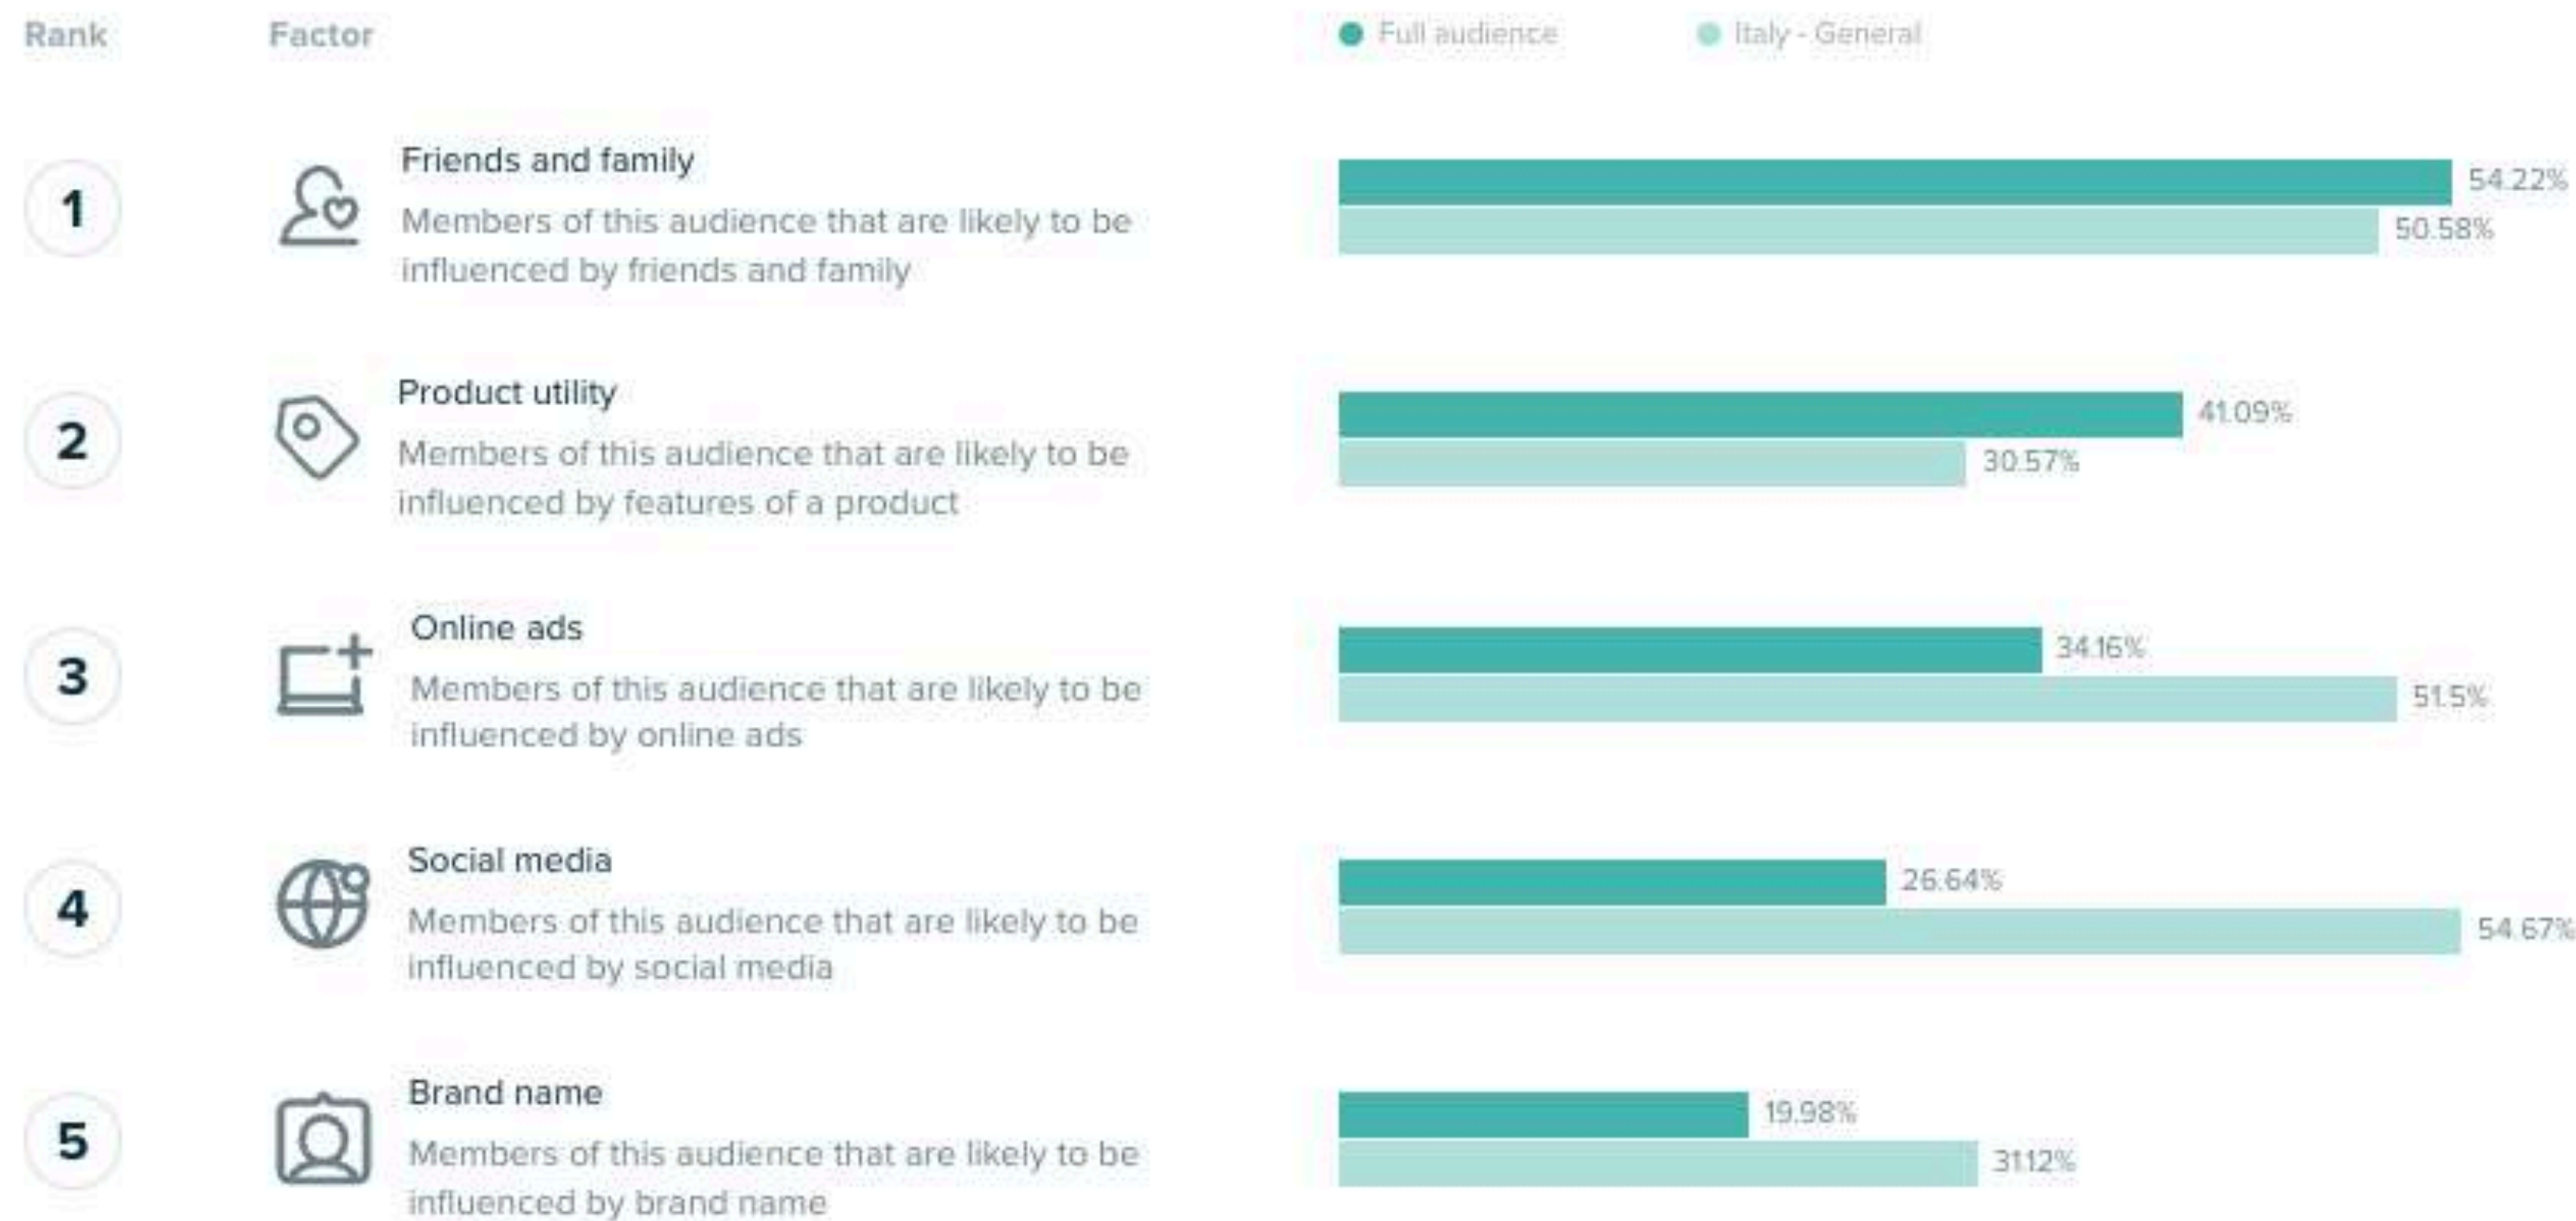 Rank Factor Full audience Italy - General
1
Friends and family
Members of this audience that are likely to be
influenced by friends and family
54.22%
50.58%
2
Product utility
Members of this audience that are likely to be
influenced by features of a product
41.09%
30.57%
3
Online ads
Members of this audience that are likely to be
influenced by online ads
34.16%
51.5%
4
Social media
Members of this audience that are likely to be
influenced by social media
26.64%
54.67%
5
Brand name
Members of this audience that are likely to be
influenced by brand name
19.98%
31.12%